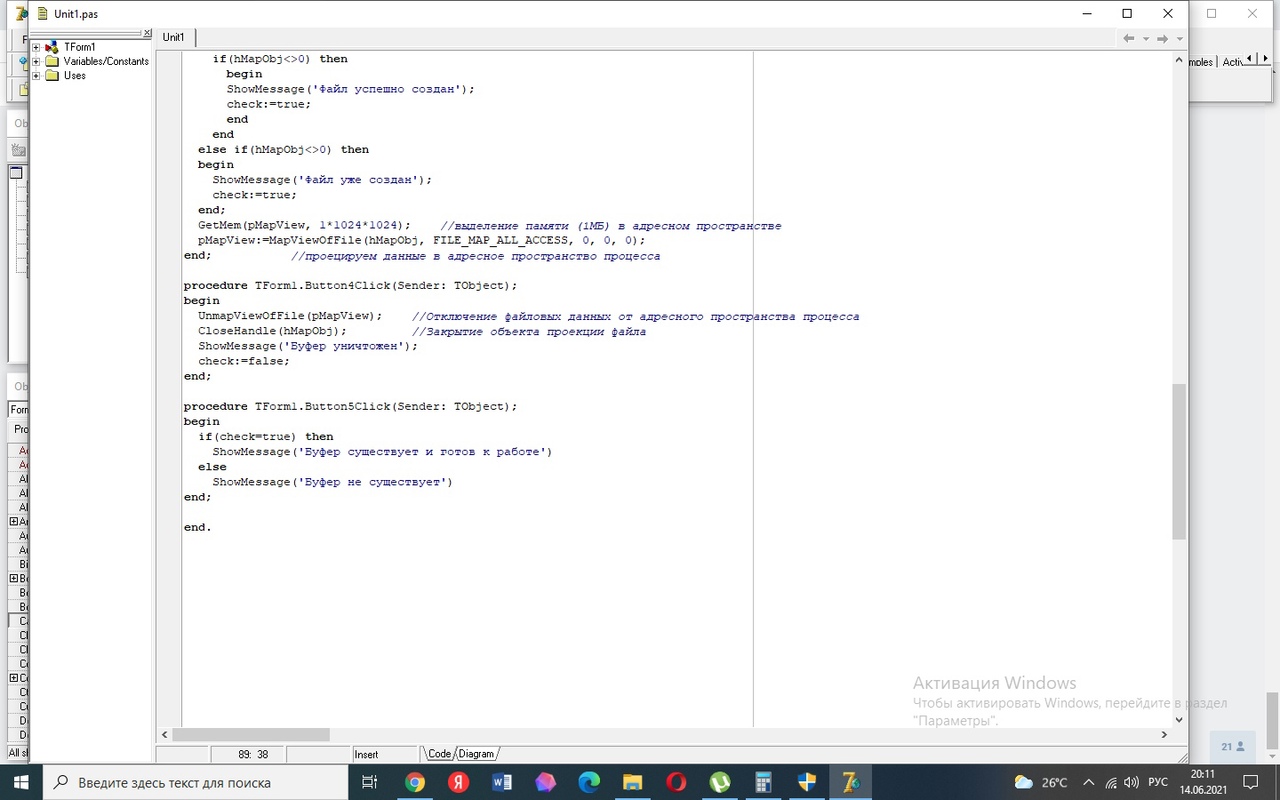 Unit1.pas
TForm1
Variables/Constants
Uses
Unit1
if(hMapObj<>0) then
begin
ShowMessage('Файл успешно создан');
check:=true;
end
end
else if(hMapObj<>0) then
begin
ShowMessage('Файл уже создан');
check:=true;
end;
GetMem(pMapView, 1*1024*1024); //выделение памяти (1МБ) в адресном пространстве
pMapView:=MapViewOfFile(hMapObj, FILE_MAP_ALL_ACCESS, 0, 0, 0);
end; //проецируем данные в адресное пространство процесса
procedure TForm1.Button4Click(Sender: TObject);
begin
UnmapViewOfFile(pMapView); //Отключение файловых данных от адресного пространства процесса
CloseHandle(hMapObj); //Закрытие объекта проекции файла
ShowMessage('Буфер уничтожен');
check:=false;
end;
procedure TForm1.Button5Click(Sender: TObject);
begin
if(check=true) then
ShowMessage('Буфер существует и готов к работе')
else
ShowMessage('Буфер не существует')
end;
end.
Активация Windows
Чтобы активировать Windows, перейдите в раздел
"Параметры".
21
89: 38
Insert
Code
Diagram
All
Введите здесь текст для поиска
26°C
РУС
20:11
14.06.2021